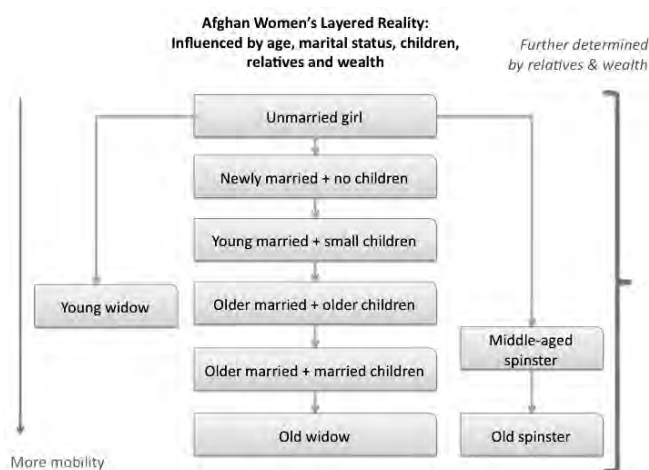 Afghan Women's Layered Reality:
Influenced by age, marital status, children,
relatives and wealth
Further determined
by relatives & wealth
Unmarried girl
Newly married + no children
Young married + small children
Young widow
Older married + older children
Middle-aged
spinster
Older married + married children
Old widow
Old spinster
More mobility